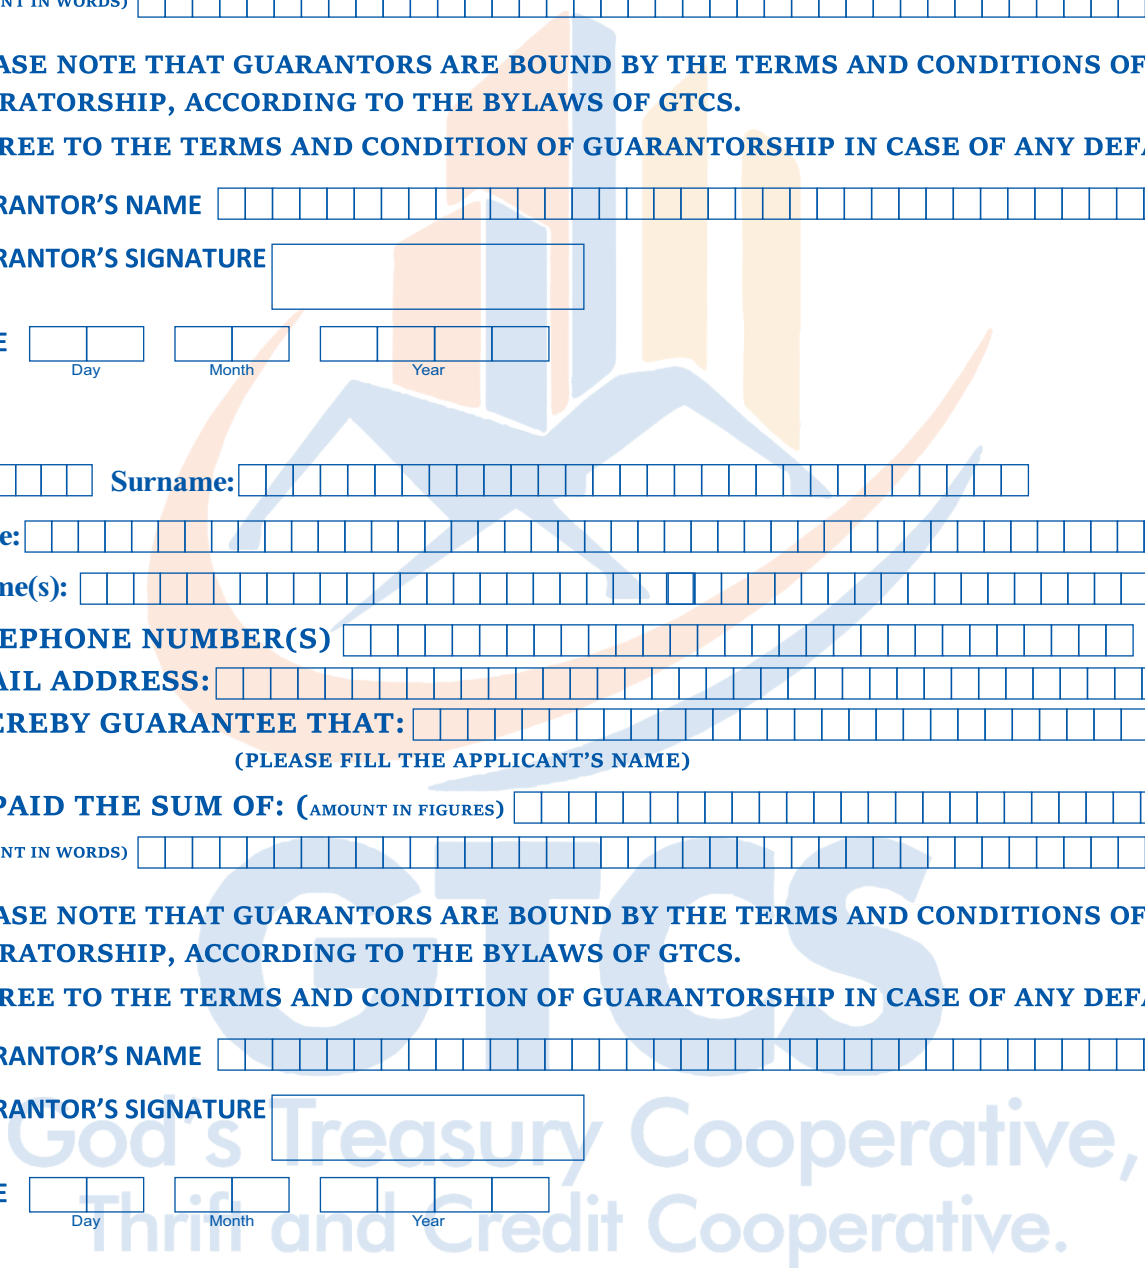 NT IN WORDS)
ASE NOTE THAT GUARANTORS ARE BOUND BY THE TERMS AND CONDITIONS OF
RATORSHIP, ACCORDING TO THE BYLAWS OF GTCS.
REE TO THE TERMS AND CONDITION OF GUARANTORSHIP IN CASE OF ANY DEFA
RANTOR'S NAME
RANTOR'S SIGNATURE
E
Day Month Year
Surname:
e:
me(s):
EPHONE NUMBER(S)
AIL ADDRESS:
EREBY GUARANTEE THAT:
(PLEASE FILL THE APPLICANT'S NAME)
PAID THE SUM OF: (AMOUNT IN FIGURES)
NT IN WORDS)
GTCS
ASE NOTE THAT GUARANTORS ARE BOUND BY THE TERMS AND CONDITIONS OF
RATORSHIP, ACCORDING TO THE BYLAWS OF GTCS.
REE TO THE TERMS AND CONDITION OF GUARANTORSHIP IN CASE OF ANY DEFA
RANTOR'S NAME
RANTOR'S SIGNATURE
God's Treasury Cooperative,
E
Day Month Year
Thrift and Credit Cooperative.